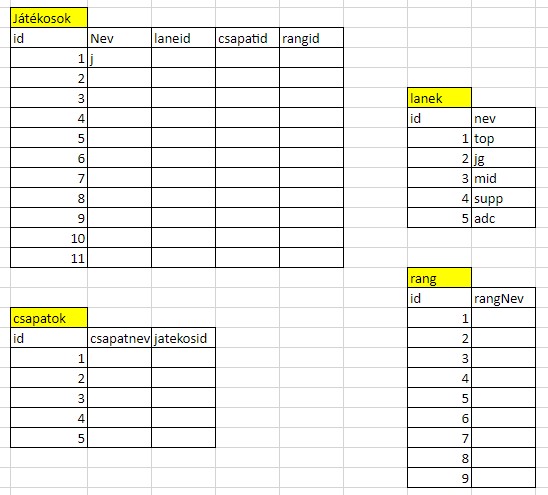 Játékosok
id Nev laneid csapatid rangid
1 j
2
3
4
5
6
7
8
9
10
11
lanek
id nev
1 top
2 jg
3 mid
4 supp
5 adc
csapatok
id csapatnev jatekosid
1
2
3
4
5
rang
id rangNev
1
2
3
4
5
6
7
8
9